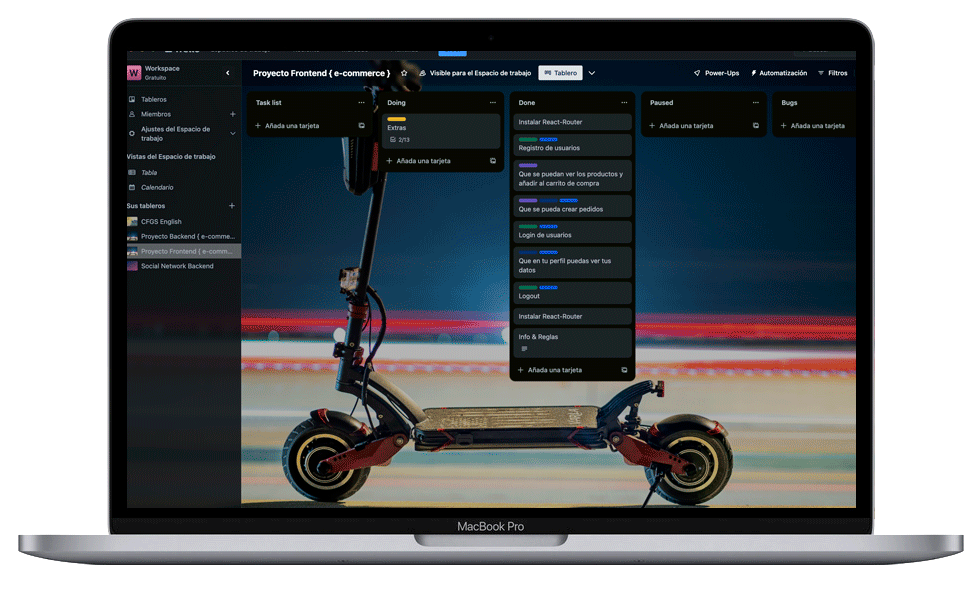 W
Workspace
Gratuito
Proyecto Frontend { e-commerce }
Visible para el Espacio de trabajo
Tablero
Power-Ups
Automatización
Filtros
Tableros
Miembros
Ajustes del Espacio de
trabajo
Vistas del Espacio de trabajo
Tabla
Calendario
Sus tableros
CFGS English
Proyecto Backend { e-comme...
Proyecto Frontend { e-comm...
Social Network Backend
Task list
Añada una tarjeta
Doing
Extras
2/13
Añada una tarjeta
Done
Instalar React-Router
Registro de usuarios
Que se puedan ver los productos y
añadir al carrito de compra
Que se pueda crear pedidos
Login de usuarios
Que en tu perfil puedas ver tus
datos
Logout
Instalar React-Router
Info & Reglas
Añada una tarjeta
Paused
Añada una tarjeta
Bugs
Añada una tarjeta
MacBook Pro